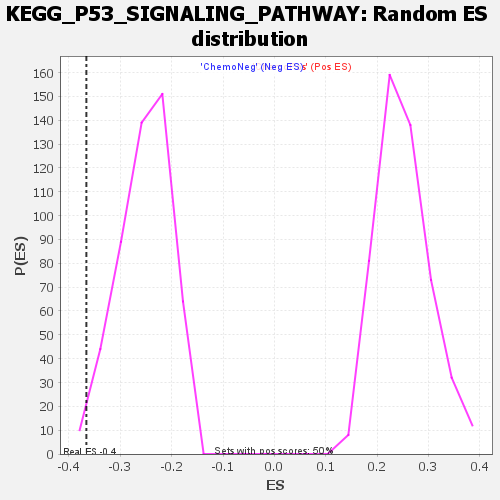 KEGG_P53_SIGNALING_PATHWAY: Random ES
distribution
'ChemoNeg' (Neg ES) s' (Pos ES)
160
150
140
130
120
110
100
90
80
70
60
50
40
30
20
10
0
P(ES)
Real ES -0.4
Sets with pos scores: 50%
-0.4 -0.3 -0.2 -0.1 0.0 0.1 0.2 0.3 0.4
ES